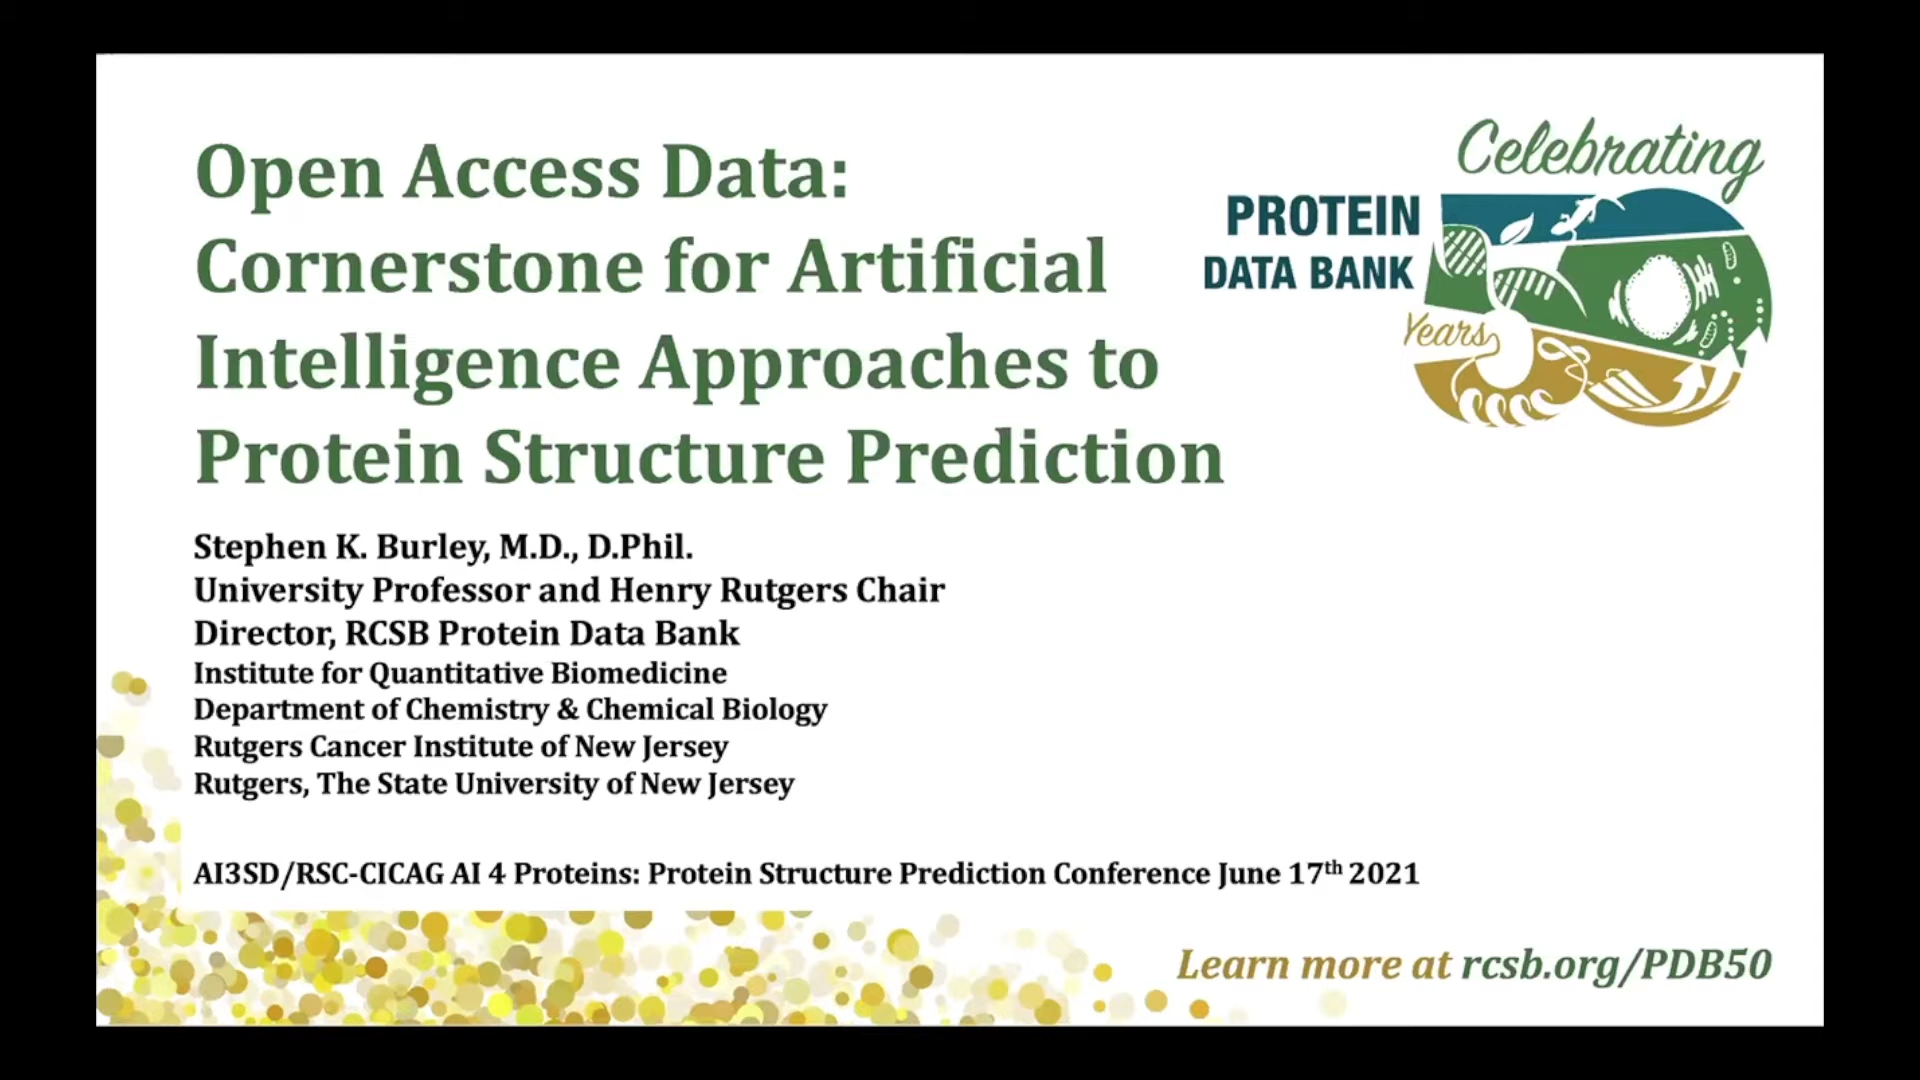 Open Access Data:
Cornerstone for Artificial
Intelligence Approaches to
Protein Structure Prediction
Celebrating
PROTEIN
DATA BANK
50
Years
Stephen K. Burley, M.D., D.Phil.
University Professor and Henry Rutgers Chair
Director, RCSB Protein Data Bank
Institute for Quantitative Biomedicine
Department of Chemistry & Chemical Biology
Rutgers Cancer Institute of New Jersey
Rutgers, The State University of New Jersey
AI3SD/RSC-CICAG AI 4 Proteins: Protein Structure Prediction Conference June 17th 2021
Learn more at rcsb.org/PDB50